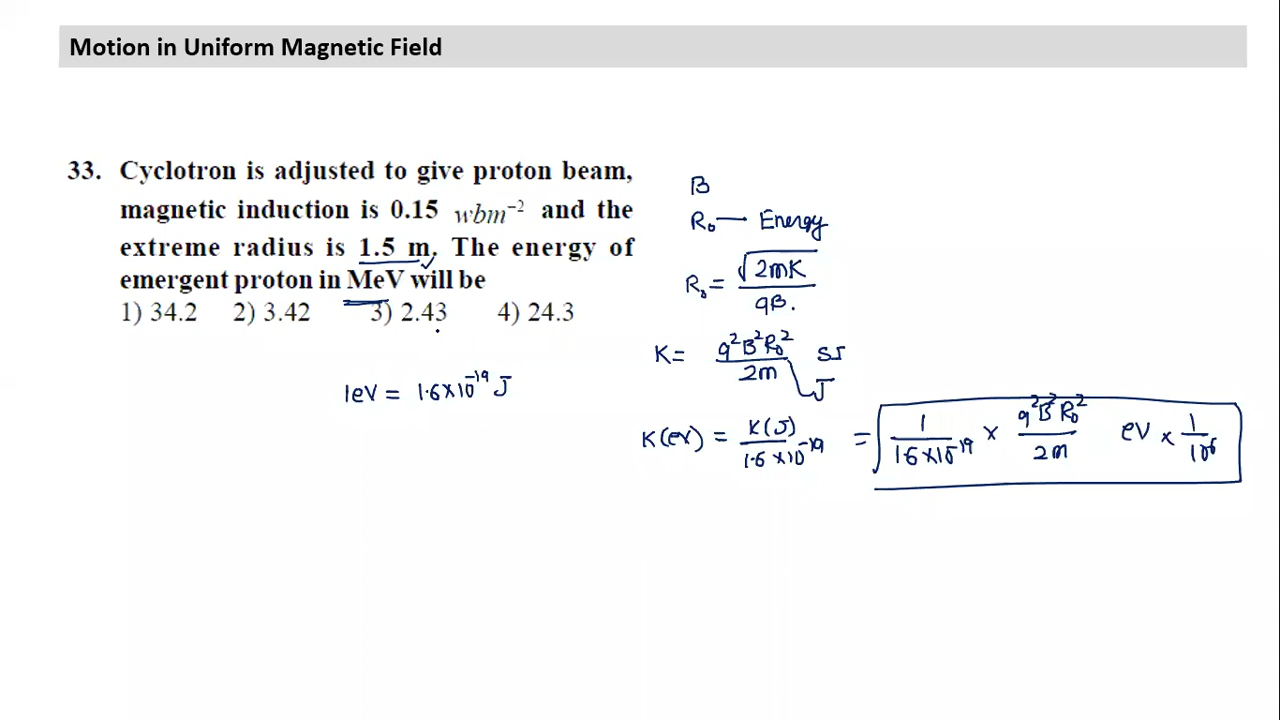 Motion in Uniform Magnetic Field
33. Cyclotron is adjusted to give proton beam,
magnetic induction is 0.15 wbm⁻² and the
extreme radius is 1.5 m. The energy of
emergent proton in MeV will be
1) 34.2 2) 3.42 3) 2.43 4) 24.3
B
R₀ — Energy
R₀ = √2mK / qB.
K = q²B²R₀² / 2m SI
J
1eV = 1.6×10⁻¹⁹ J
K(ev) = K(J) / 1.6×10⁻¹⁹ = 1 / 1.6×10⁻¹⁹ × q²B²R₀² / 2m eV × 1 / 10⁶